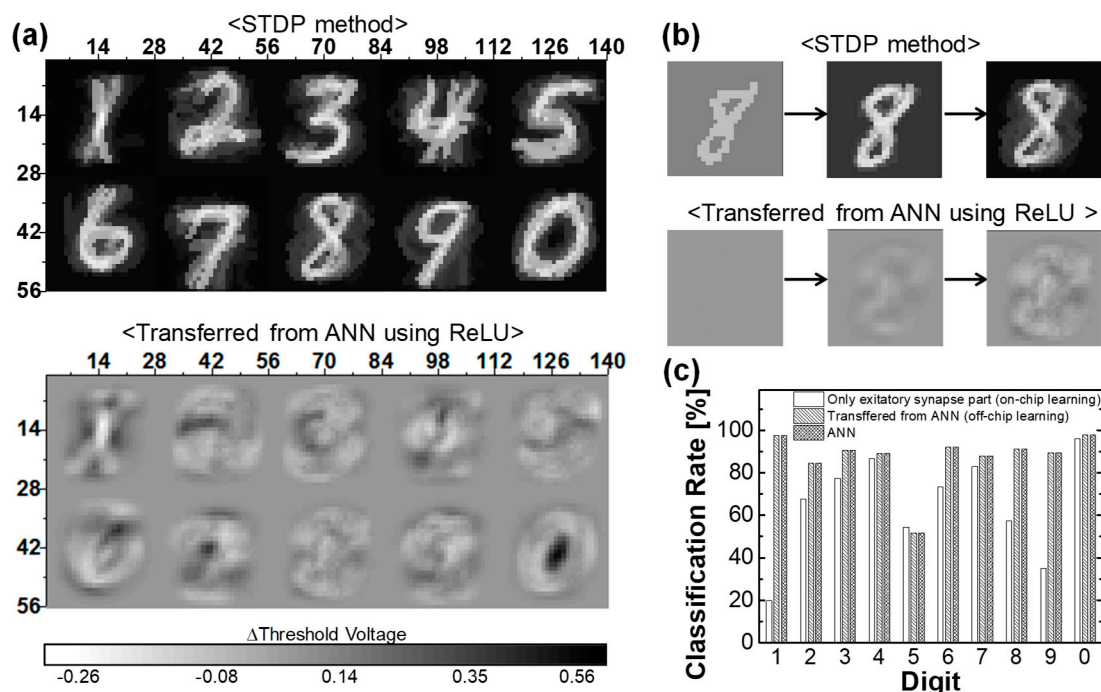 (a)
<STDP method>
14 28 42 56 70 84 98 112 126 140
14
28
42
56
<Transferred from ANN using ReLU>
14 28 42 56 70 84 98 112 126 140
14
28
42
56
ΔThreshold Voltage
-0.26 -0.08 0.14 0.35 0.56
(b)
<STDP method>
<Transferred from ANN using ReLU >
(c)
Only exitatory synapse part (on-chip learning)
Transffered from ANN (off-chip learning)
ANN
Classification Rate [%]
100
80
60
40
20
0
1 2 3 4 5 6 7 8 9 0
Digit